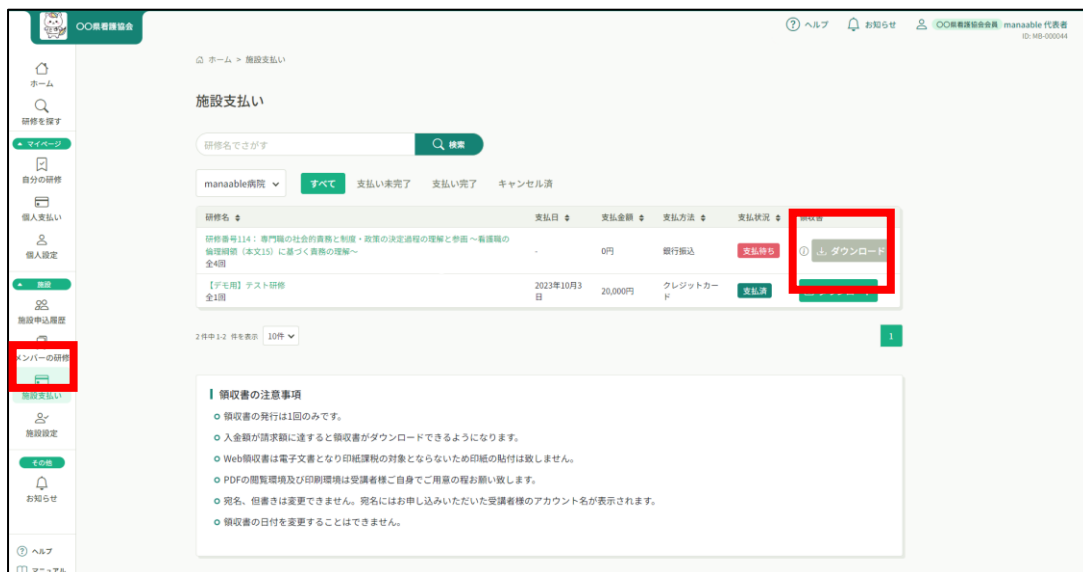 〇〇県看護協会
ヘルプ
お知らせ
〇〇県看護協会会員 manaable 代表者
ID: MB-000044
ホーム
研修を探す
マイページ
自分の研修
個人支払い
個人設定
施設
施設申込履歴
メンバーの研修
施設支払い
施設設定
その他
お知らせ
ヘルプ
マニュアル
ホーム > 施設支払い
施設支払い
研修名でさがす 検索
manaable病院 すべて 支払い未完了 支払い完了 キャンセル済
研修名 支払日 支払金額 支払方法 支払状況 領収書
研修番号114： 専門職の社会的責務と制度・政策の決定過程の理解と参画 ～看護職の
倫理綱領（本文15）に基づく責務の理解～
全4回
- 0円 銀行振込 支払待ち ダウンロード
【デモ用】テスト研修
全1回
2023年10月3
日
20,000円
クレジットカー
ド
支払済 ダウンロード
2件中1-2 件を表示 10件 1
領収書の注意事項
領収書の発行は1回のみです。
入金額が請求額に達すると領収書がダウンロードできるようになります。
Web領収書は電子文書となり印紙課税の対象とならないため印紙の貼付は致しません。
PDFの閲覧環境及び印刷環境は受講者様ご自身でご用意の程お願い致します。
宛名、但書きは変更できません。宛名にはお申し込みいただいた受講者様のアカウント名が表示されます。
領収書の日付を変更することはできません。